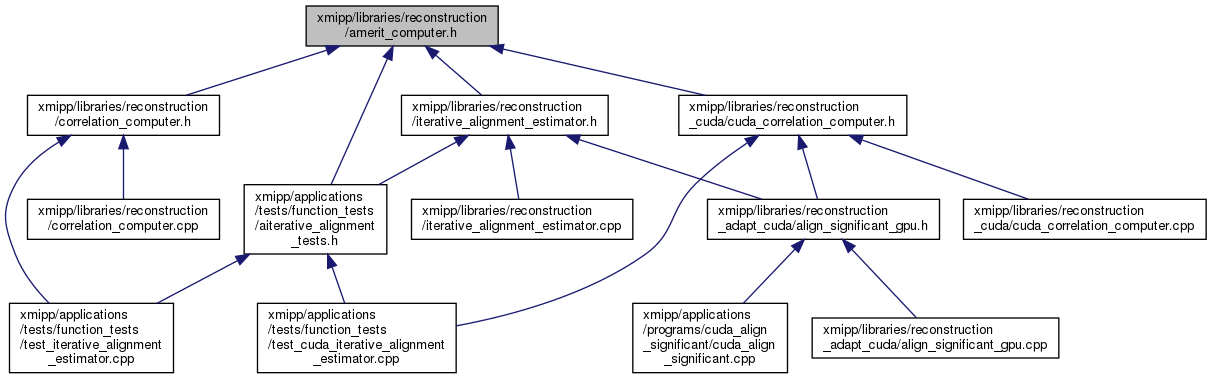 xmipp/libraries/reconstruction
/amerit_computer.h
xmipp/libraries/reconstruction
/correlation_computer.h
xmipp/libraries/reconstruction
/iterative_alignment_estimator.h
xmipp/libraries/reconstruction
_cuda/cuda_correlation_computer.h
xmipp/applications
/tests/function_tests
/aiterative_alignment
_tests.h
xmipp/libraries/reconstruction
/correlation_computer.cpp
xmipp/libraries/reconstruction
/iterative_alignment_estimator.cpp
xmipp/libraries/reconstruction
_adapt_cuda/align_significant_gpu.h
xmipp/libraries/reconstruction
_cuda/cuda_correlation_computer.cpp
xmipp/applications
/tests/function_tests
/test_iterative_alignment
_estimator.cpp
xmipp/applications
/tests/function_tests
/test_cuda_iterative_alignment
_estimator.cpp
xmipp/applications
/programs/cuda_align
_significant/cuda_align
_significant.cpp
xmipp/libraries/reconstruction
_adapt_cuda/align_significant_gpu.cpp